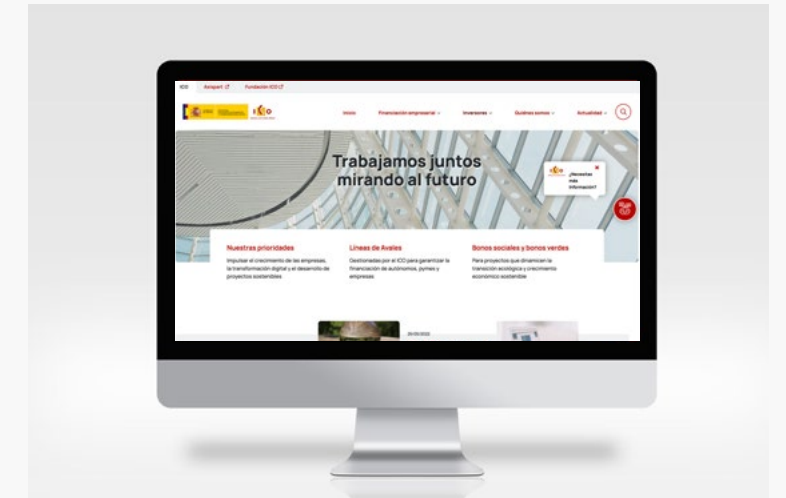 ICO Axispart Fundación ICO
ICO
Inicio Financiación empresarial Inversores Quiénes somos Actualidad
Trabajamos juntos
mirando al futuro
¿Necesitas
más
información?
Nuestras prioridades
Impulsar el crecimiento de las empresas,
la transformación digital y el desarrollo de
proyectos sostenibles
Líneas de Avales
Gestionadas por el ICO para garantizar la
financiación de autónomos, pymes y
empresas
Bonos sociales y bonos verdes
Para proyectos que dinamicen la
transición ecológica y crecimiento
económico sostenible